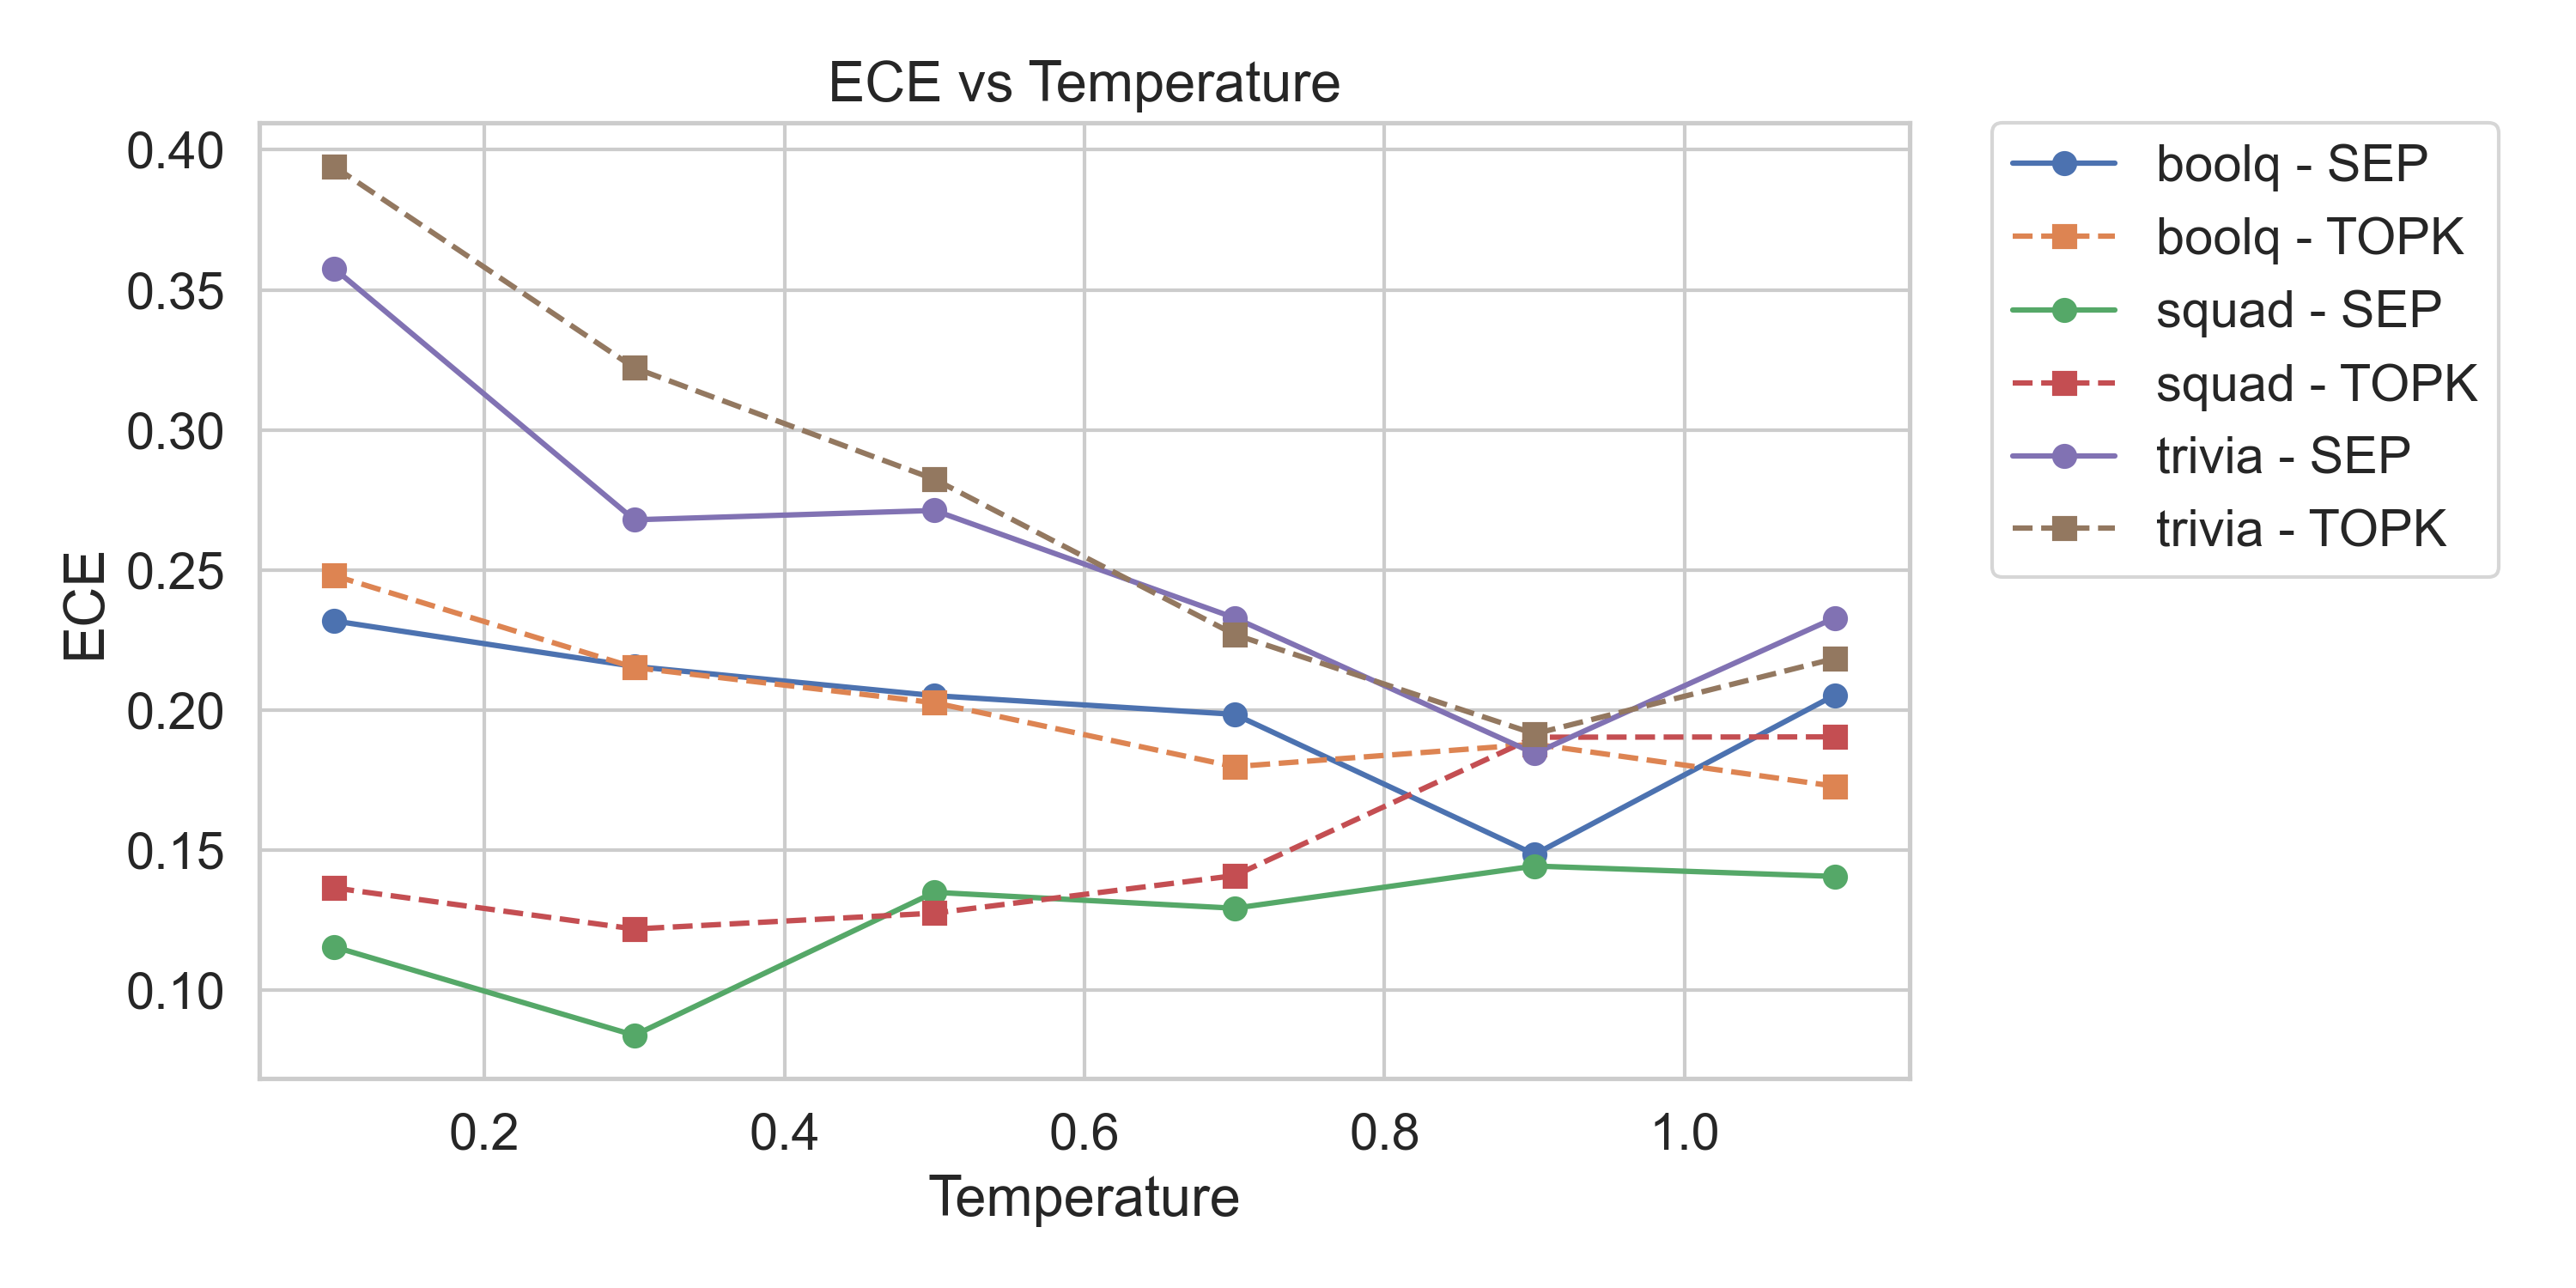 ECE vs Temperature
0.40
0.35
0.30
0.25
0.20
0.15
0.10
ECE
0.2 0.4 0.6 0.8 1.0
Temperature
boolq - SEP
boolq - TOPK
squad - SEP
squad - TOPK
trivia - SEP
trivia - TOPK